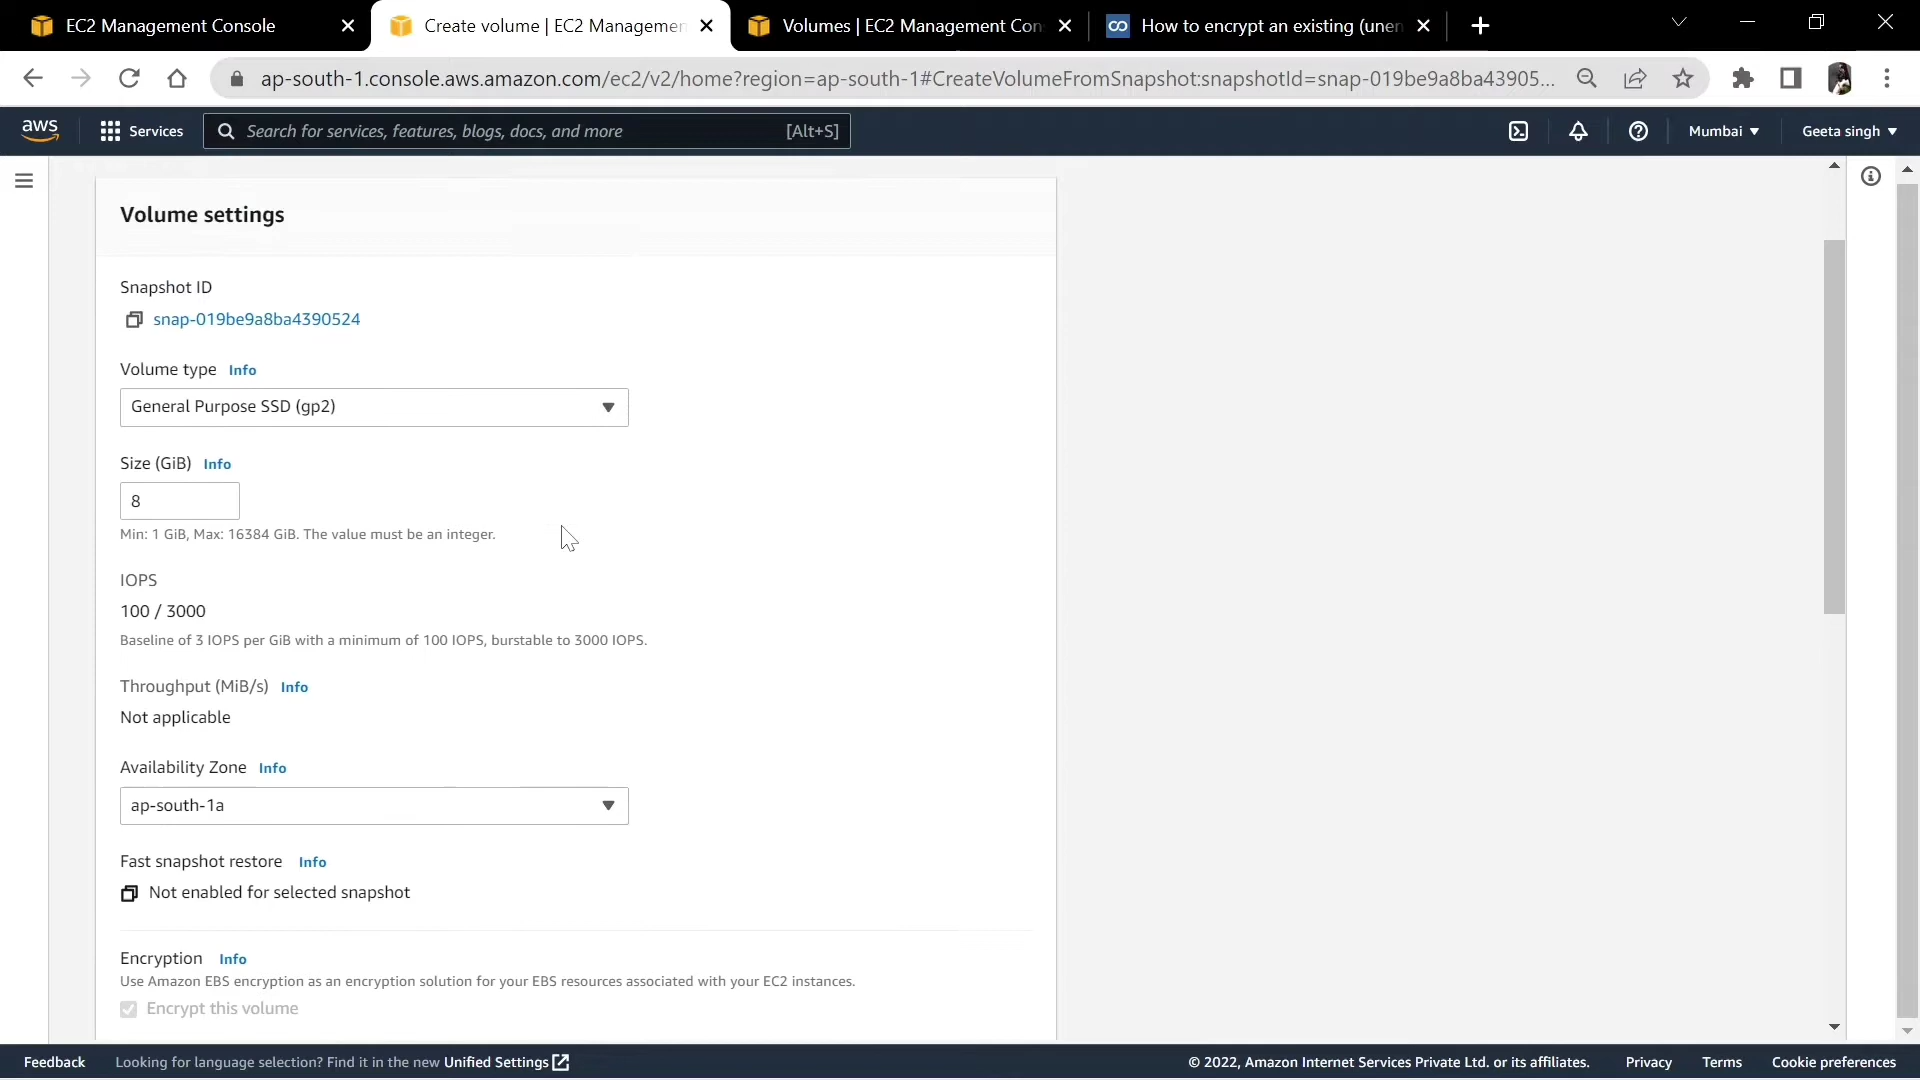 EC2 Management Console
Create volume | EC2 Managemen
Volumes | EC2 Management Con
How to encrypt an existing (unen
ap-south-1.console.aws.amazon.com/ec2/v2/home?region=ap-south-1#CreateVolumeFromSnapshot:snapshotId=snap-019be9a8ba43905...
aws
Services
Search for services, features, blogs, docs, and more
[Alt+S]
Mumbai
Geeta singh
Volume settings
Snapshot ID
snap-019be9a8ba4390524
Volume type Info
General Purpose SSD (gp2)
Size (GiB) Info
8
Min: 1 GiB, Max: 16384 GiB. The value must be an integer.
IOPS
100 / 3000
Baseline of 3 IOPS per GiB with a minimum of 100 IOPS, burstable to 3000 IOPS.
Throughput (MiB/s) Info
Not applicable
Availability Zone Info
ap-south-1a
Fast snapshot restore Info
Not enabled for selected snapshot
Encryption Info
Use Amazon EBS encryption as an encryption solution for your EBS resources associated with your EC2 instances.
Encrypt this volume
Feedback
Looking for language selection? Find it in the new Unified Settings
© 2022, Amazon Internet Services Private Ltd. or its affiliates.
Privacy
Terms
Cookie preferences